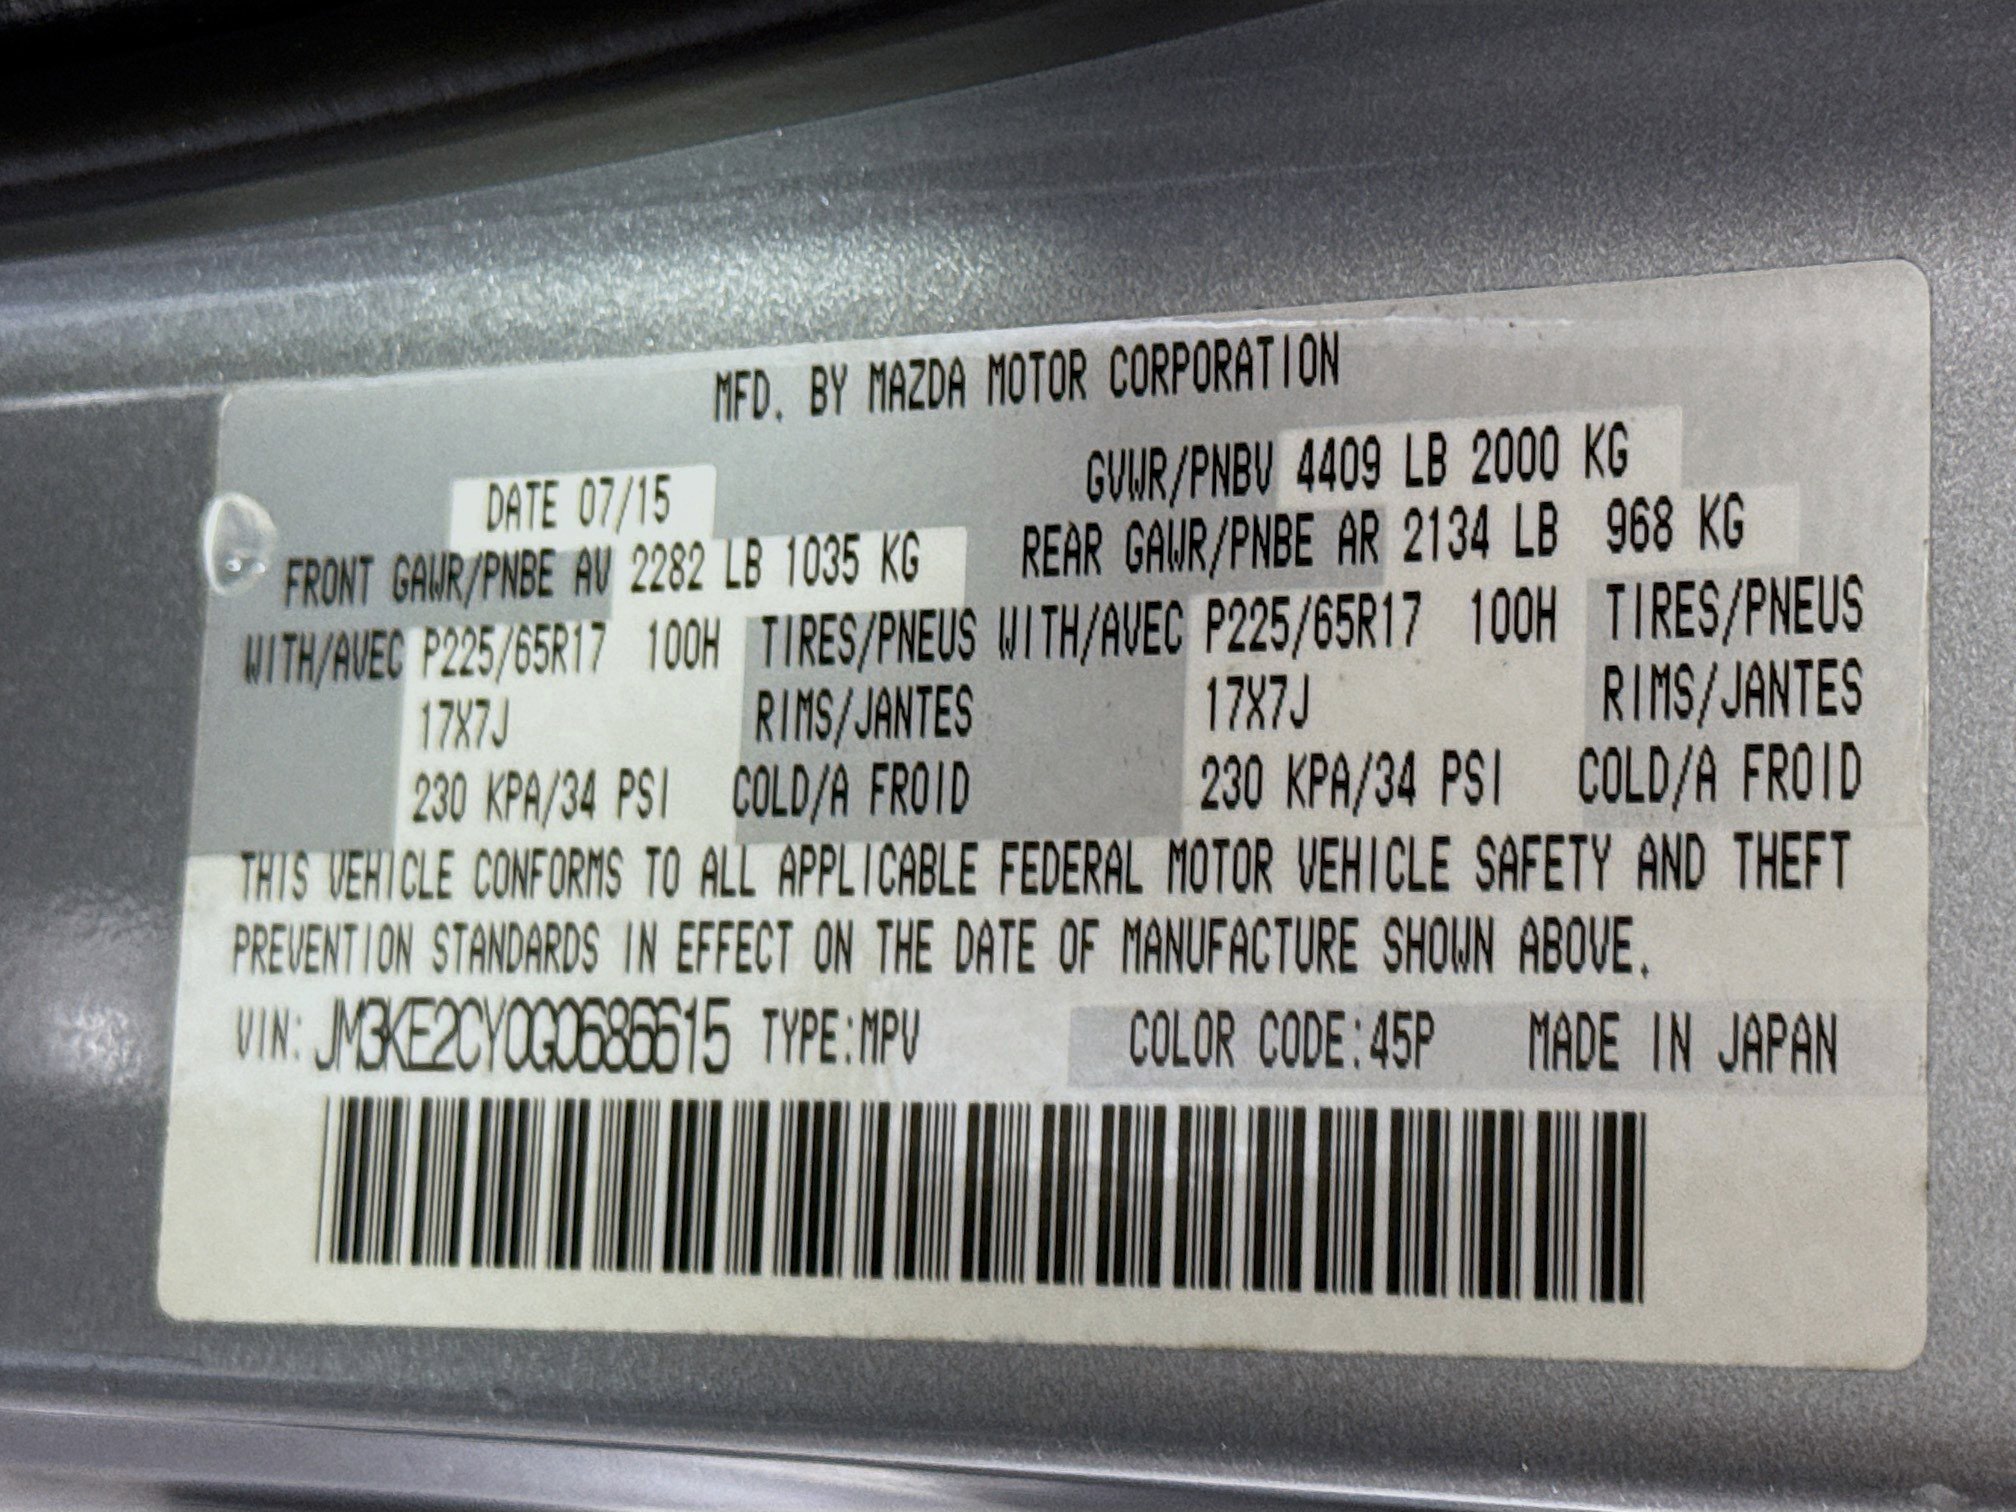 MFD. BY MAZDA MOTOR CORPORATION
DATE 07/15 GVWR/PNBV 4409 LB 2000 KG
FRONT GAWR/PNBE AV 2282 LB 1035 KG REAR GAWR/PNBE AR 2134 LB 968 KG
WITH/AVEC P225/65R17 100H TIRES/PNEUS WITH/AVEC P225/65R17 100H TIRES/PNEUS
17X7J RIMS/JANTES 17X7J RIMS/JANTES
230 KPA/34 PSI COLD/A FROID 230 KPA/34 PSI COLD/A FROID
THIS VEHICLE CONFORMS TO ALL APPLICABLE FEDERAL MOTOR VEHICLE SAFETY AND THEFT
PREVENTION STANDARDS IN EFFECT ON THE DATE OF MANUFACTURE SHOWN ABOVE.
VIN: JM3KE2CY0G0686615 TYPE:MPV COLOR CODE:45P MADE IN JAPAN